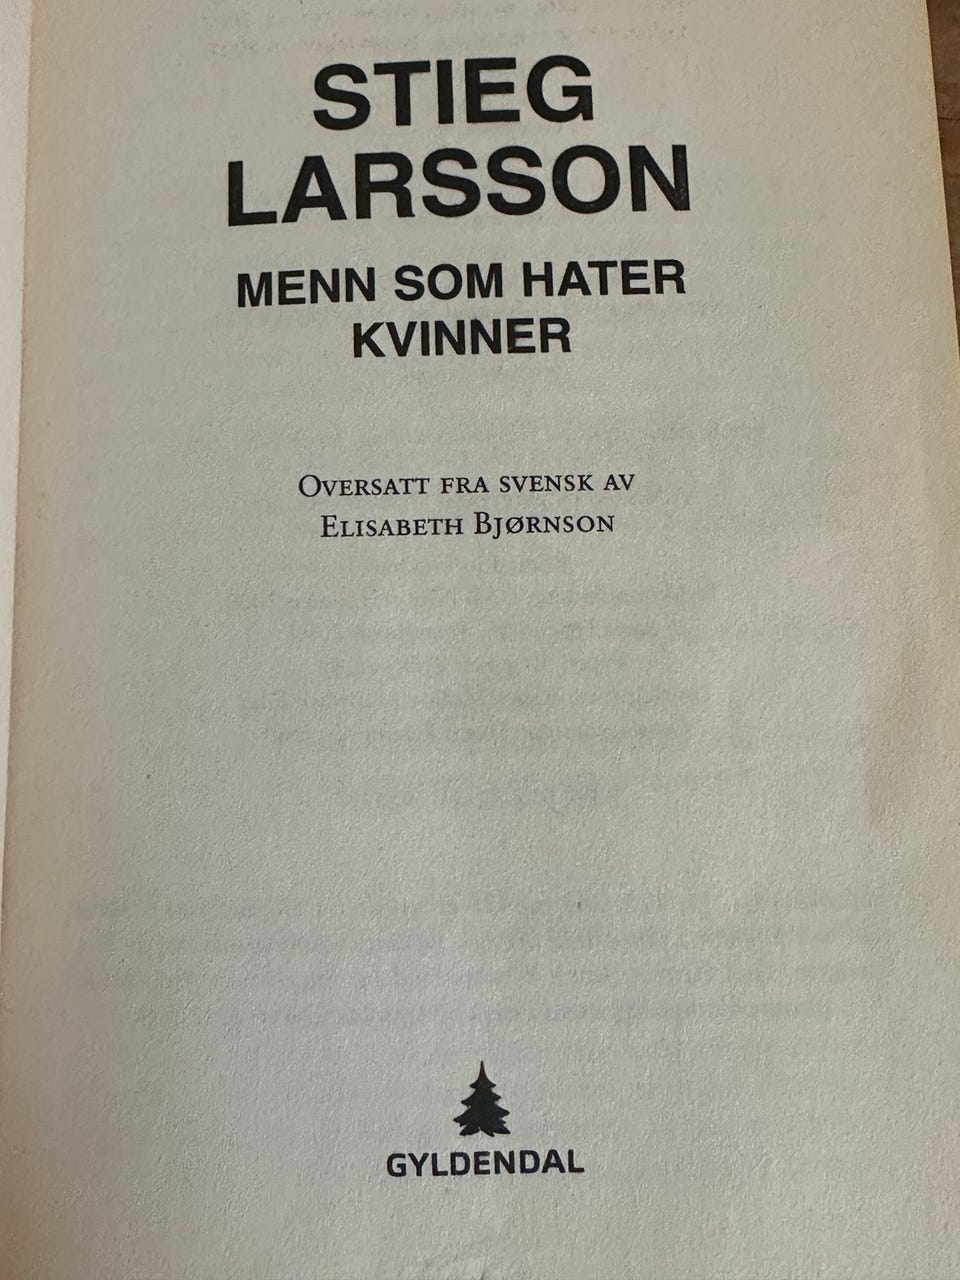 STIEG
LARSSON
MENN SOM HATER
KVINNER
OVERSATT FRA SVENSK AV
ELISABETH BJØRNSON
GYLDENDAL